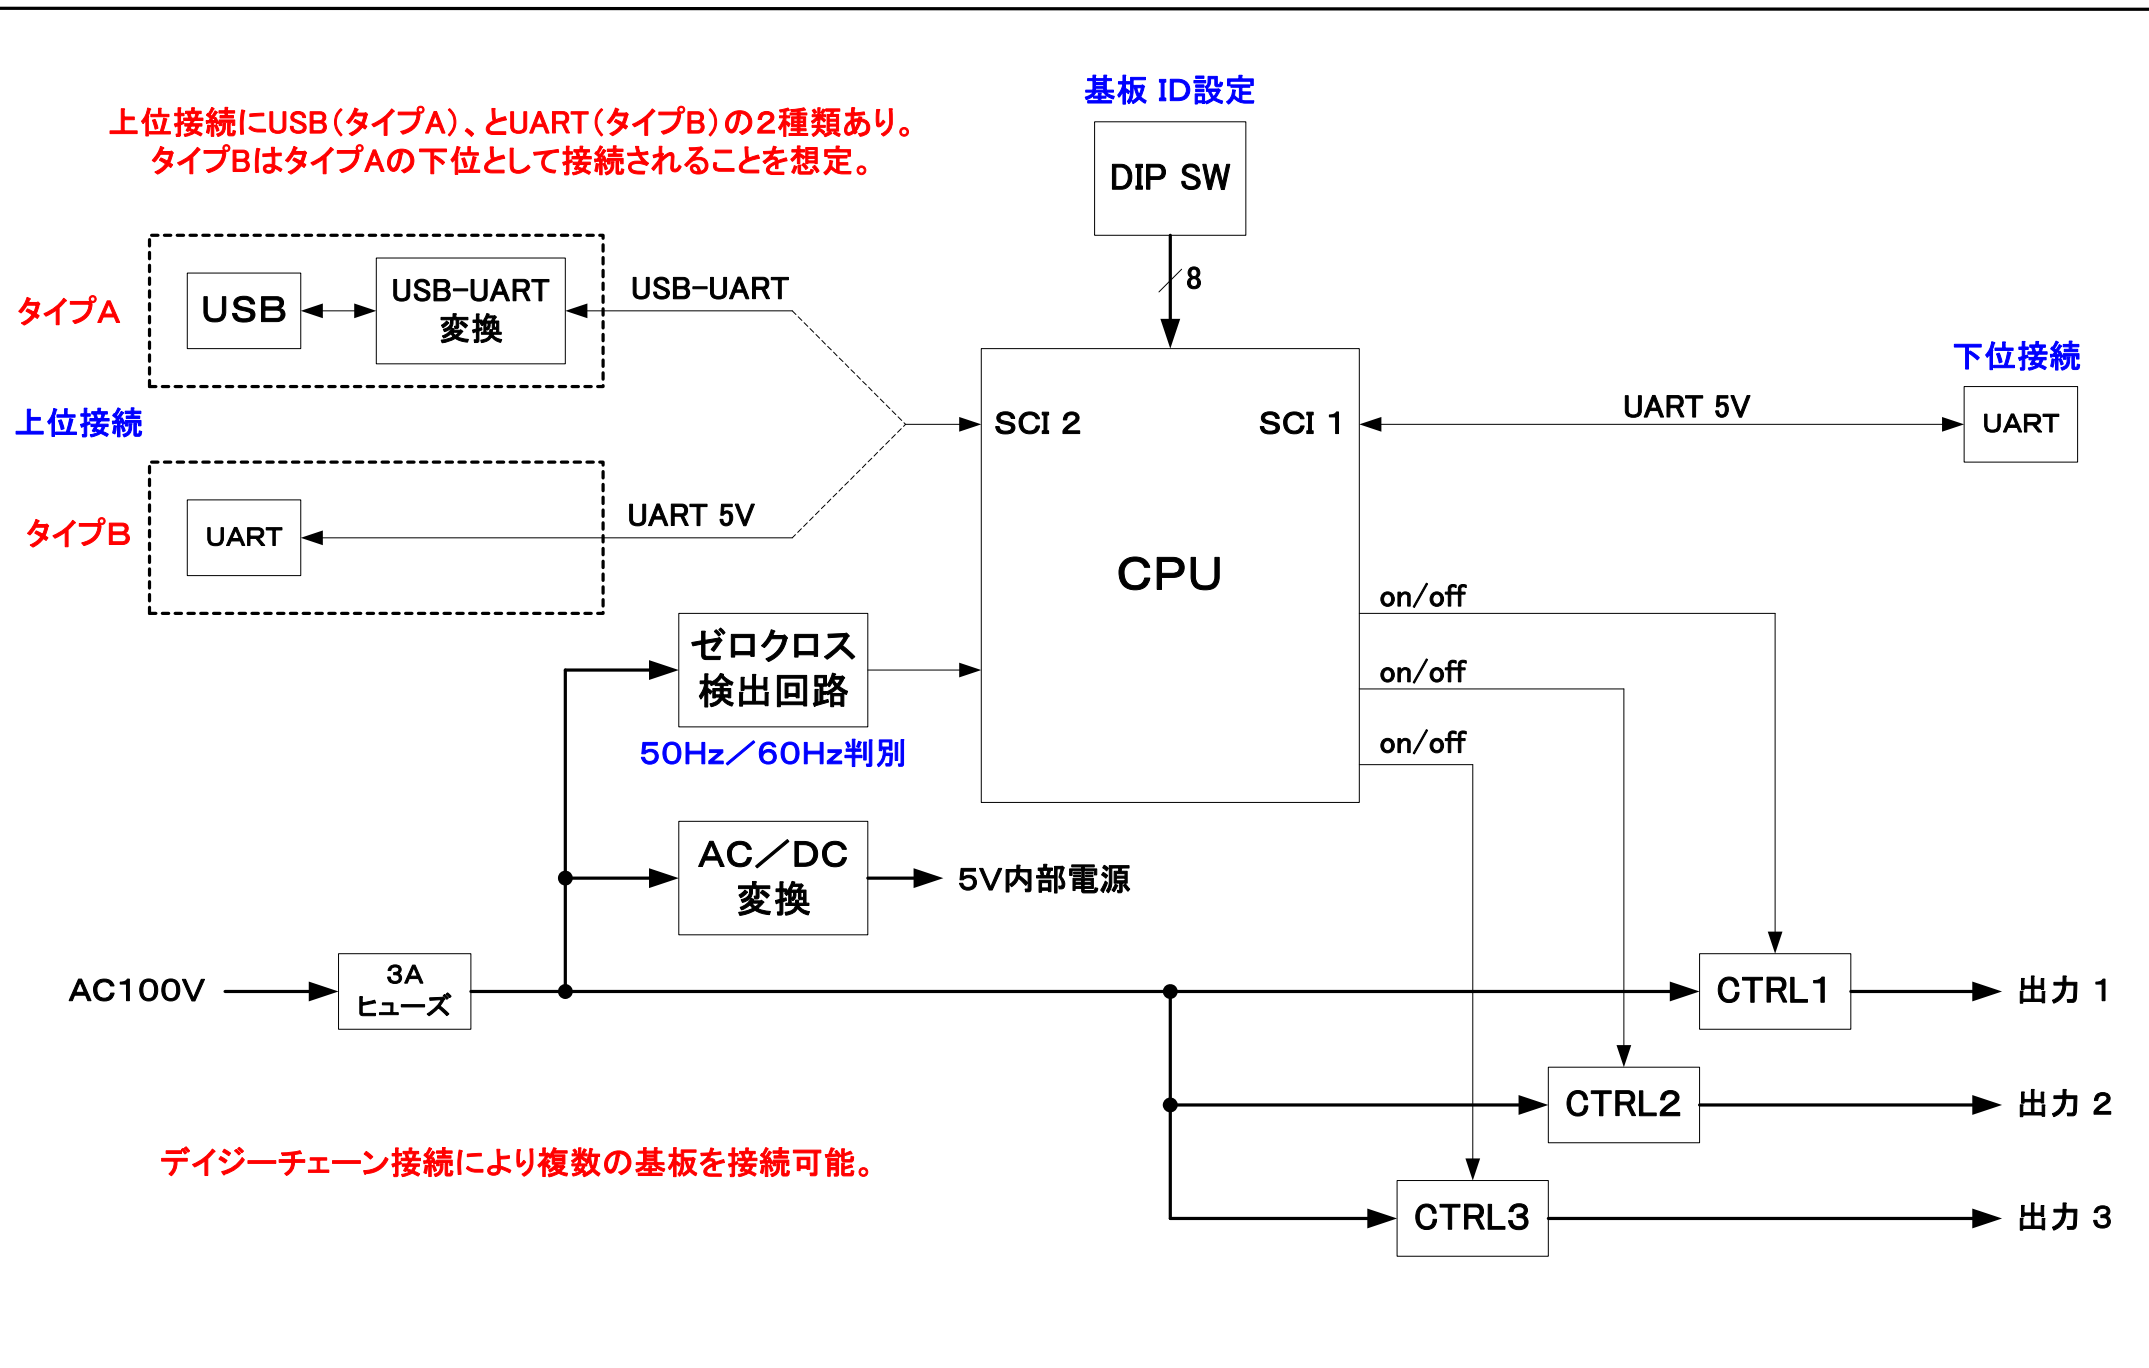 基板 ID設定
上位接続にUSB（タイプA）、とUART（タイプB）の２種類あり。
タイプBはタイプAの下位として接続されることを想定。
DIP SW
8
タイプA
USB
USB-UART
変換
USB-UART
下位接続
上位接続
SCI 2
SCI 1
UART 5V
UART
タイプB
UART
UART 5V
CPU
on/off
ゼロクロス
検出回路
on/off
50Hz／60Hz判別
on/off
AC／DC
変換
5V内部電源
AC100V
3A
ヒューズ
CTRL1
出力 1
CTRL2
出力 2
デイジーチェーン接続により複数の基板を接続可能。
CTRL3
出力 3